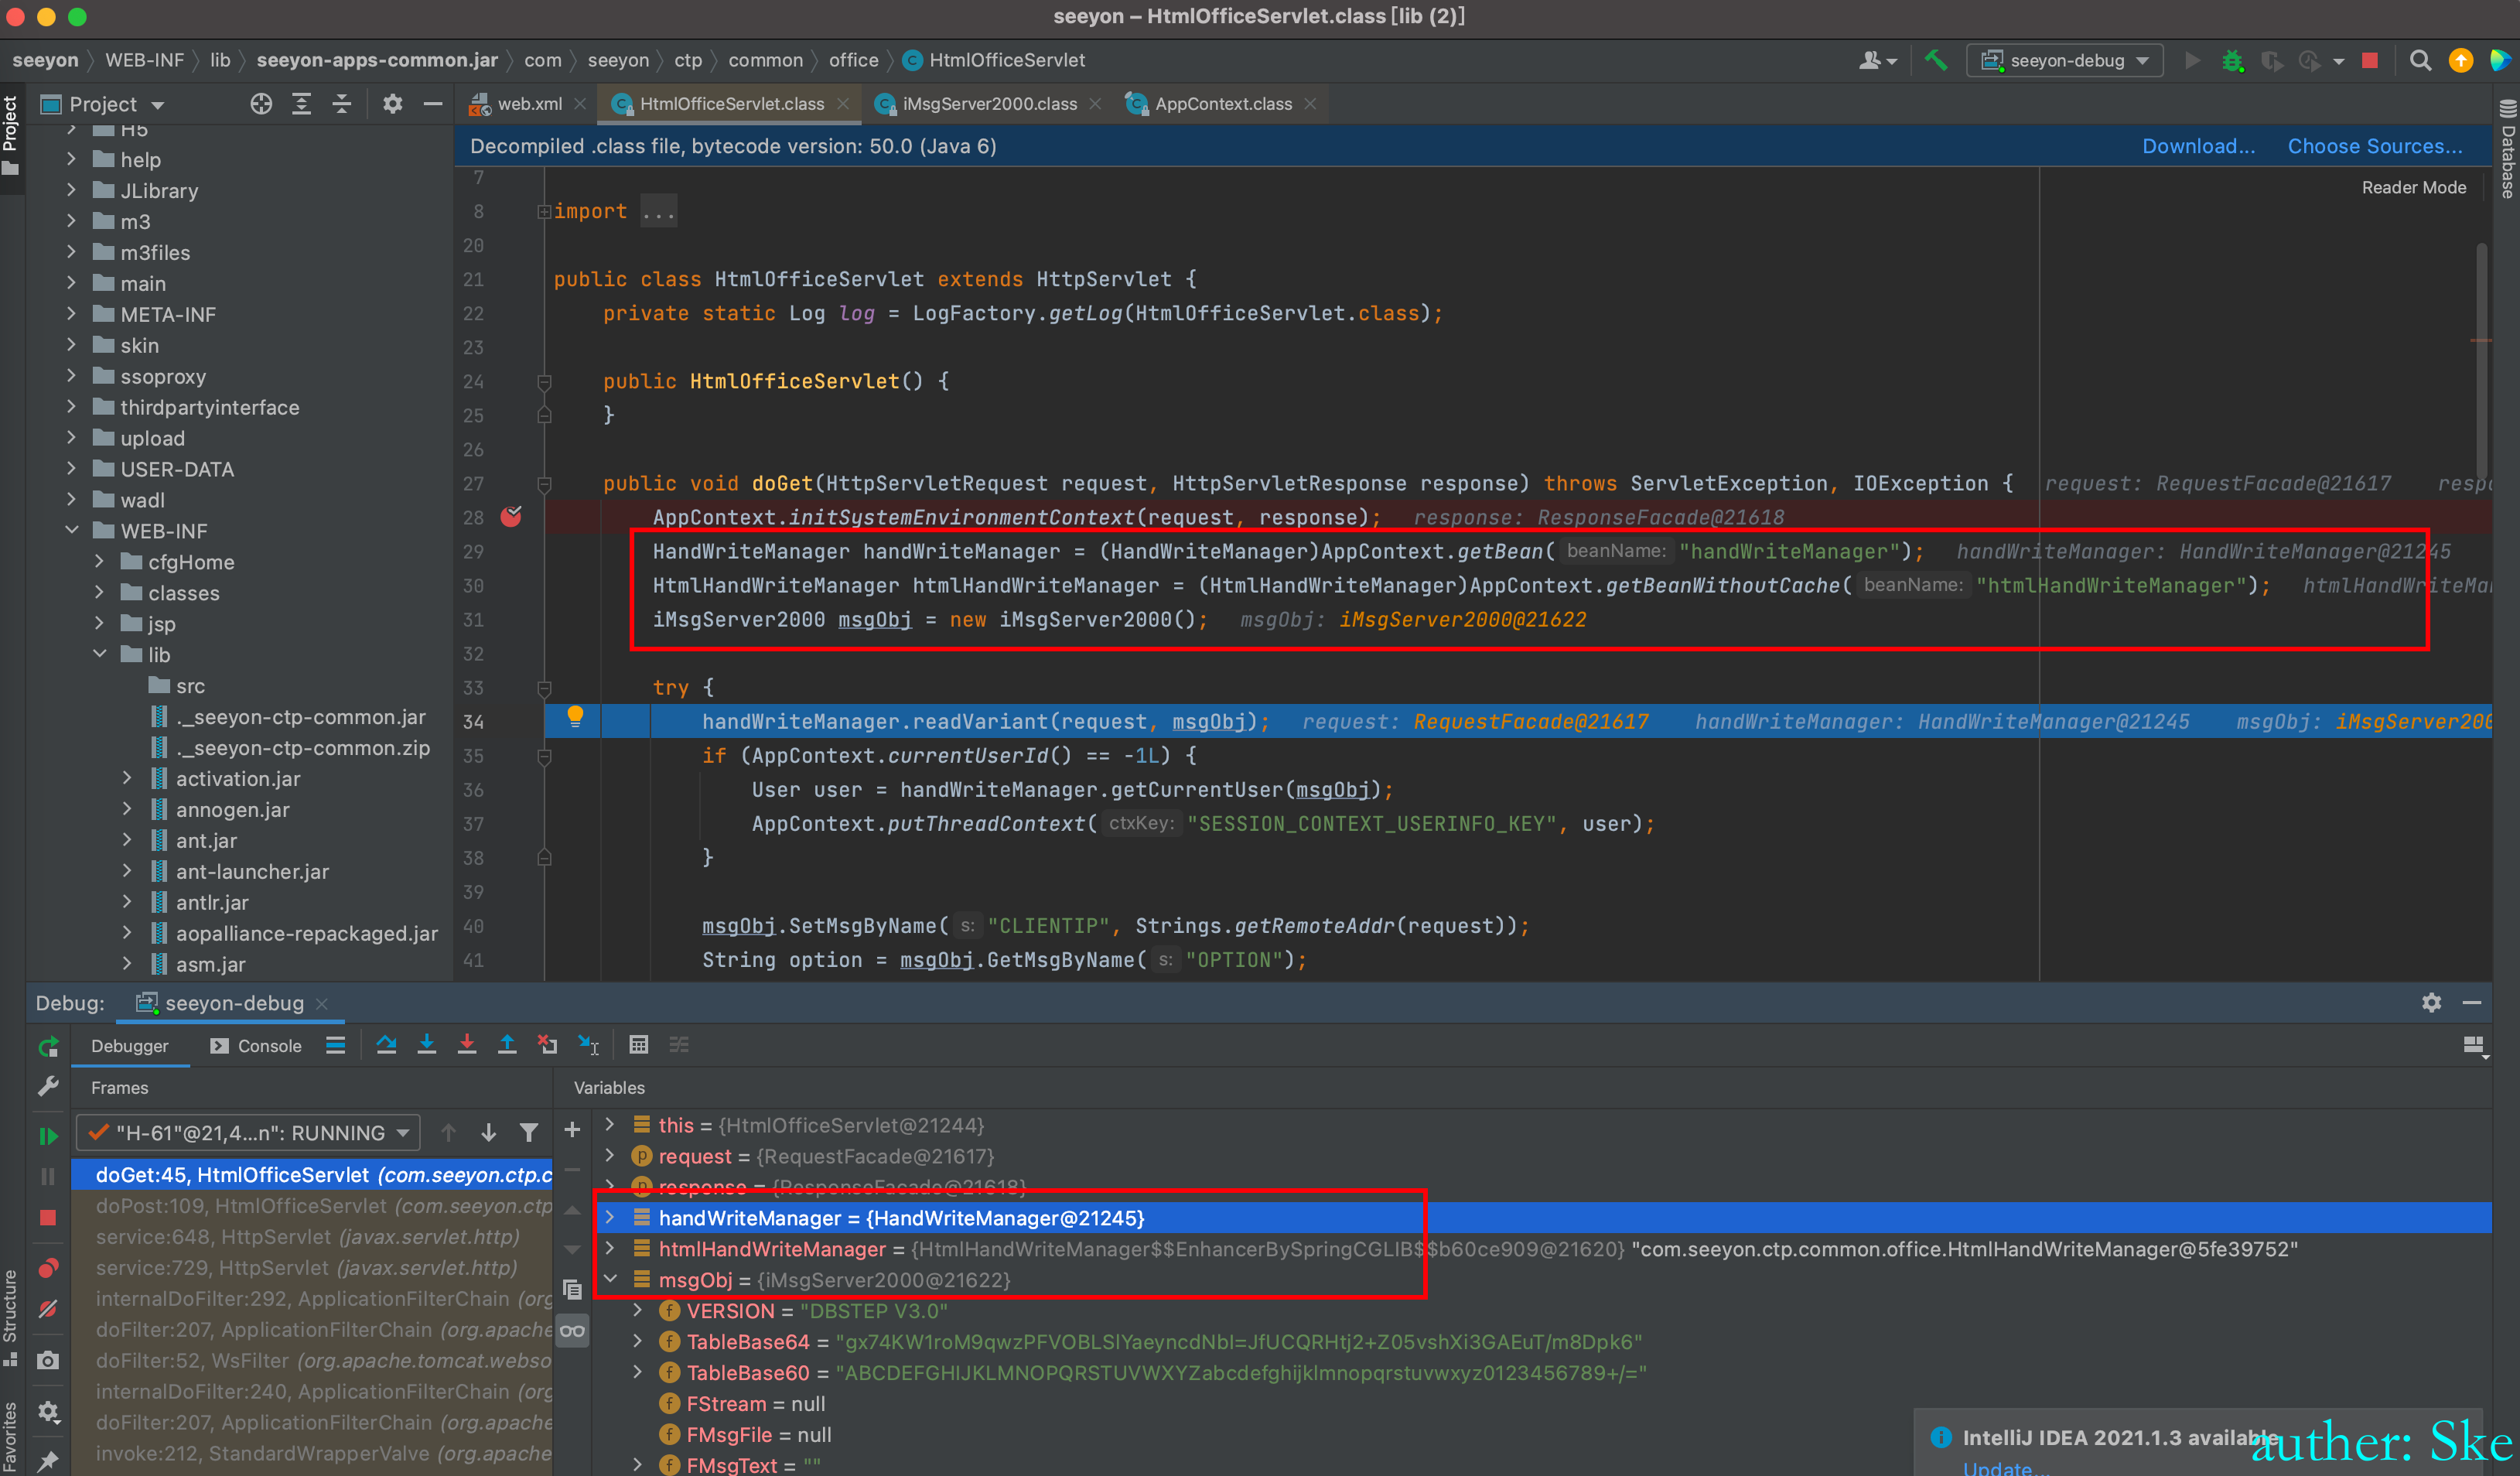 seeyon – HtmlOfficeServlet.class [lib (2)]
seeyon WEB-INF lib seeyon-apps-common.jar com seeyon ctp common office HtmlOfficeServlet
seeyon-debug
Project
web.xml
HtmlOfficeServlet.class
iMsgServer2000.class
AppContext.class
Project
Database
Decompiled .class file, bytecode version: 50.0 (Java 6)
Download...
Choose Sources...
Reader Mode
H5
help
JLibrary
m3
m3files
main
META-INF
skin
ssoproxy
thirdpartyinterface
upload
USER-DATA
wadl
WEB-INF
cfgHome
classes
jsp
lib
src
._seeyon-ctp-common.jar
._seeyon-ctp-common.zip
activation.jar
annogen.jar
ant.jar
ant-launcher.jar
antlr.jar
aopalliance-repackaged.jar
asm.jar
7
8 import ...
20
21 public class HtmlOfficeServlet extends HttpServlet {
22 private static Log log = LogFactory.getLog(HtmlOfficeServlet.class);
23
24 public HtmlOfficeServlet() {
25 }
26
27 public void doGet(HttpServletRequest request, HttpServletResponse response) throws ServletException, IOException { request: RequestFacade@21617 respo
28 AppContext.initSystemEnvironmentContext(request, response); response: ResponseFacade@21618
29 HandWriteManager handWriteManager = (HandWriteManager)AppContext.getBean( beanName: "handWriteManager"); handWriteManager: HandWriteManager@21245
30 HtmlHandWriteManager htmlHandWriteManager = (HtmlHandWriteManager)AppContext.getBeanWithoutCache( beanName: "htmlHandWriteManager"); htmlHandWriteMa
31 iMsgServer2000 msgObj = new iMsgServer2000(); msgObj: iMsgServer2000@21622
32
33 try {
34 handWriteManager.readVariant(request, msgObj); request: RequestFacade@21617 handWriteManager: HandWriteManager@21245 msgObj: iMsgServer200
35 if (AppContext.currentUserId() == -1L) {
36 User user = handWriteManager.getCurrentUser(msgObj);
37 AppContext.putThreadContext( ctxKey: "SESSION_CONTEXT_USERINFO_KEY", user);
38 }
39
40 msgObj.SetMsgByName( s: "CLIENTIP", Strings.getRemoteAddr(request));
41 String option = msgObj.GetMsgByName( s: "OPTION");
Debug: seeyon-debug
Debugger
Console
Frames
Variables
"H-61"@21,4...n": RUNNING
doGet:45, HtmlOfficeServlet (com.seeyon.ctp.c
doPost:109, HtmlOfficeServlet (com.seeyon.ctp
service:648, HttpServlet (javax.servlet.http)
service:729, HttpServlet (javax.servlet.http)
internalDoFilter:292, ApplicationFilterChain (org
doFilter:207, ApplicationFilterChain (org.apache
doFilter:52, WsFilter (org.apache.tomcat.webso
internalDoFilter:240, ApplicationFilterChain (org
doFilter:207, ApplicationFilterChain (org.apache
invoke:212, StandardWrapperValve (org.apache
this = {HtmlOfficeServlet@21244}
request = {RequestFacade@21617}
response = {ResponseFacade@21618}
handWriteManager = {HandWriteManager@21245}
htmlHandWriteManager = {HtmlHandWriteManager$$EnhancerBySpringCGLIB$$b60ce909@21620} "com.seeyon.ctp.common.office.HtmlHandWriteManager@5fe39752"
msgObj = {iMsgServer2000@21622}
VERSION = "DBSTEP V3.0"
TableBase64 = "gx74KW1roM9qwzPFVOBLSlYaeyncdNbI=JfUCQRHtj2+Z05vshXi3GAEuT/m8Dpk6"
TableBase60 = "ABCDEFGHIJKLMNOPQRSTUVWXYZabcdefghijklmnopqrstuvwxyz0123456789+/="
FStream = null
FMsgFile = null
FMsgText = ""
Structure
Favorites
IntelliJ IDEA 2021.1.3 available
Update...
auther: Ske